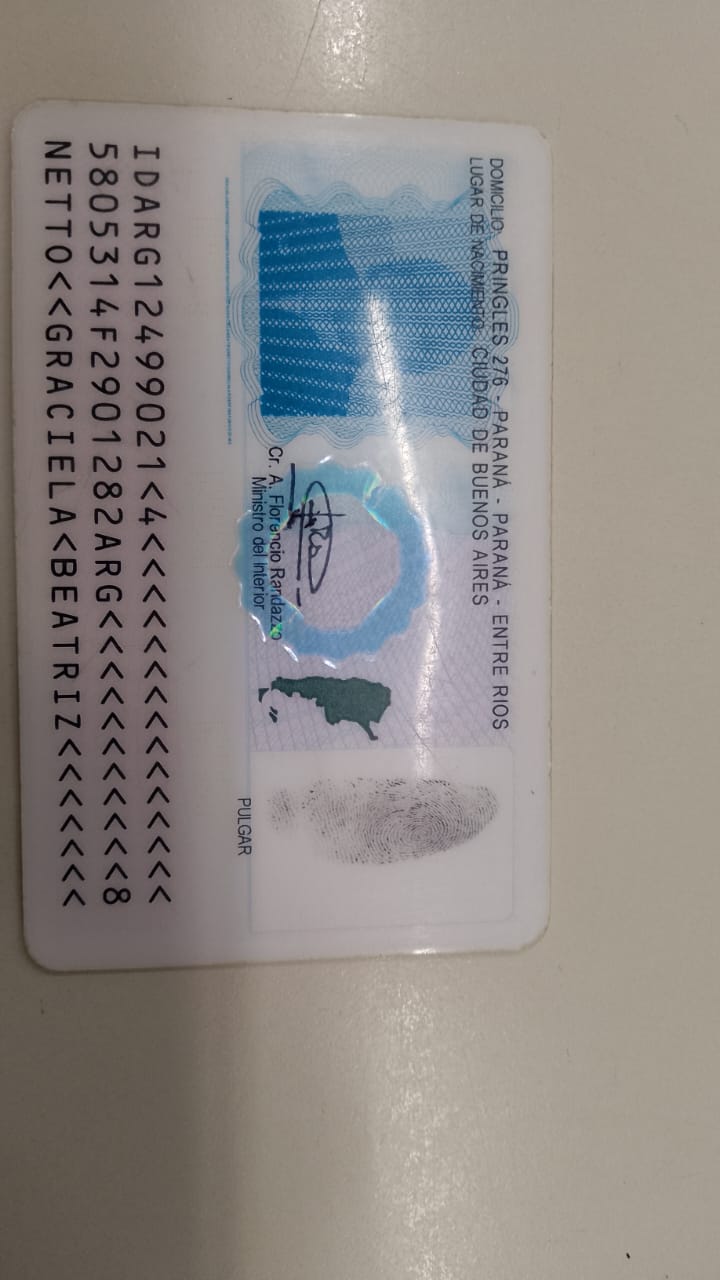 DOMICILIO: PRINGLES 276 - PARANÁ - PARANÁ - ENTRE RIOS
LUGAR DE NACIMIENTO: CIUDAD DE BUENOS AIRES
Cr. A. Florencio Randazzo
Ministro del Interior
PULGAR
IDARG12499021<4<<<<<<<<<<<<<<<
5805314F2901282ARG<<<<<<<<<<<8
NETTO<<GRACIELA<BEATRIZ<<<<<<<